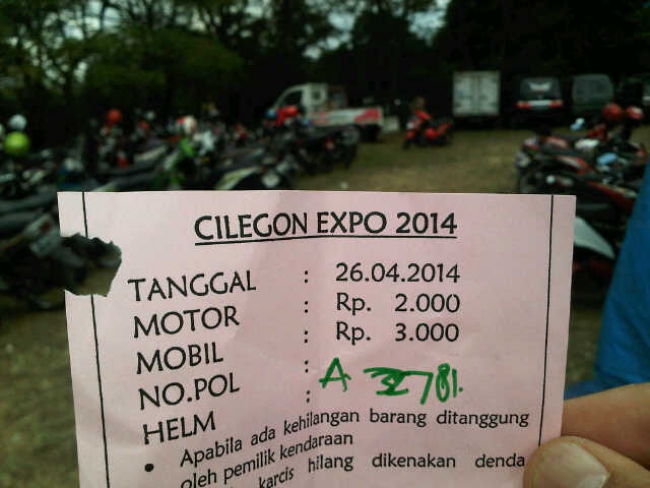 CILEGON EXPO 2014
TANGGAL : 26.04.2014
MOTOR : Rp. 2.000
MOBIL : Rp. 3.000
NO.POL : A
HELM :
• Apabila ada kehilangan barang ditanggung
oleh pemilik kendaraan
karcis hilang dikenakan denda